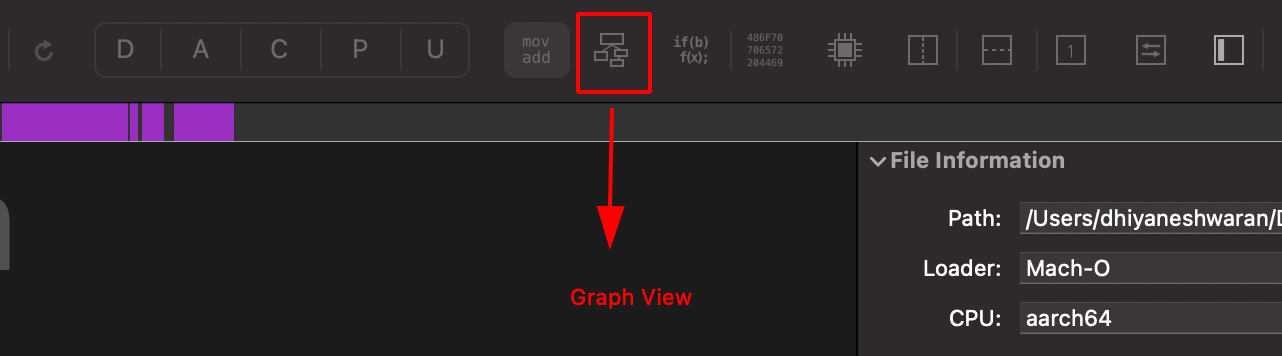 D A C P U
mov
add
if(b)
f(x);
486F70
706572
204469
1
File Information
Path: /Users/dhiyaneshwaran/
Loader: Mach-O
CPU: aarch64
Graph View